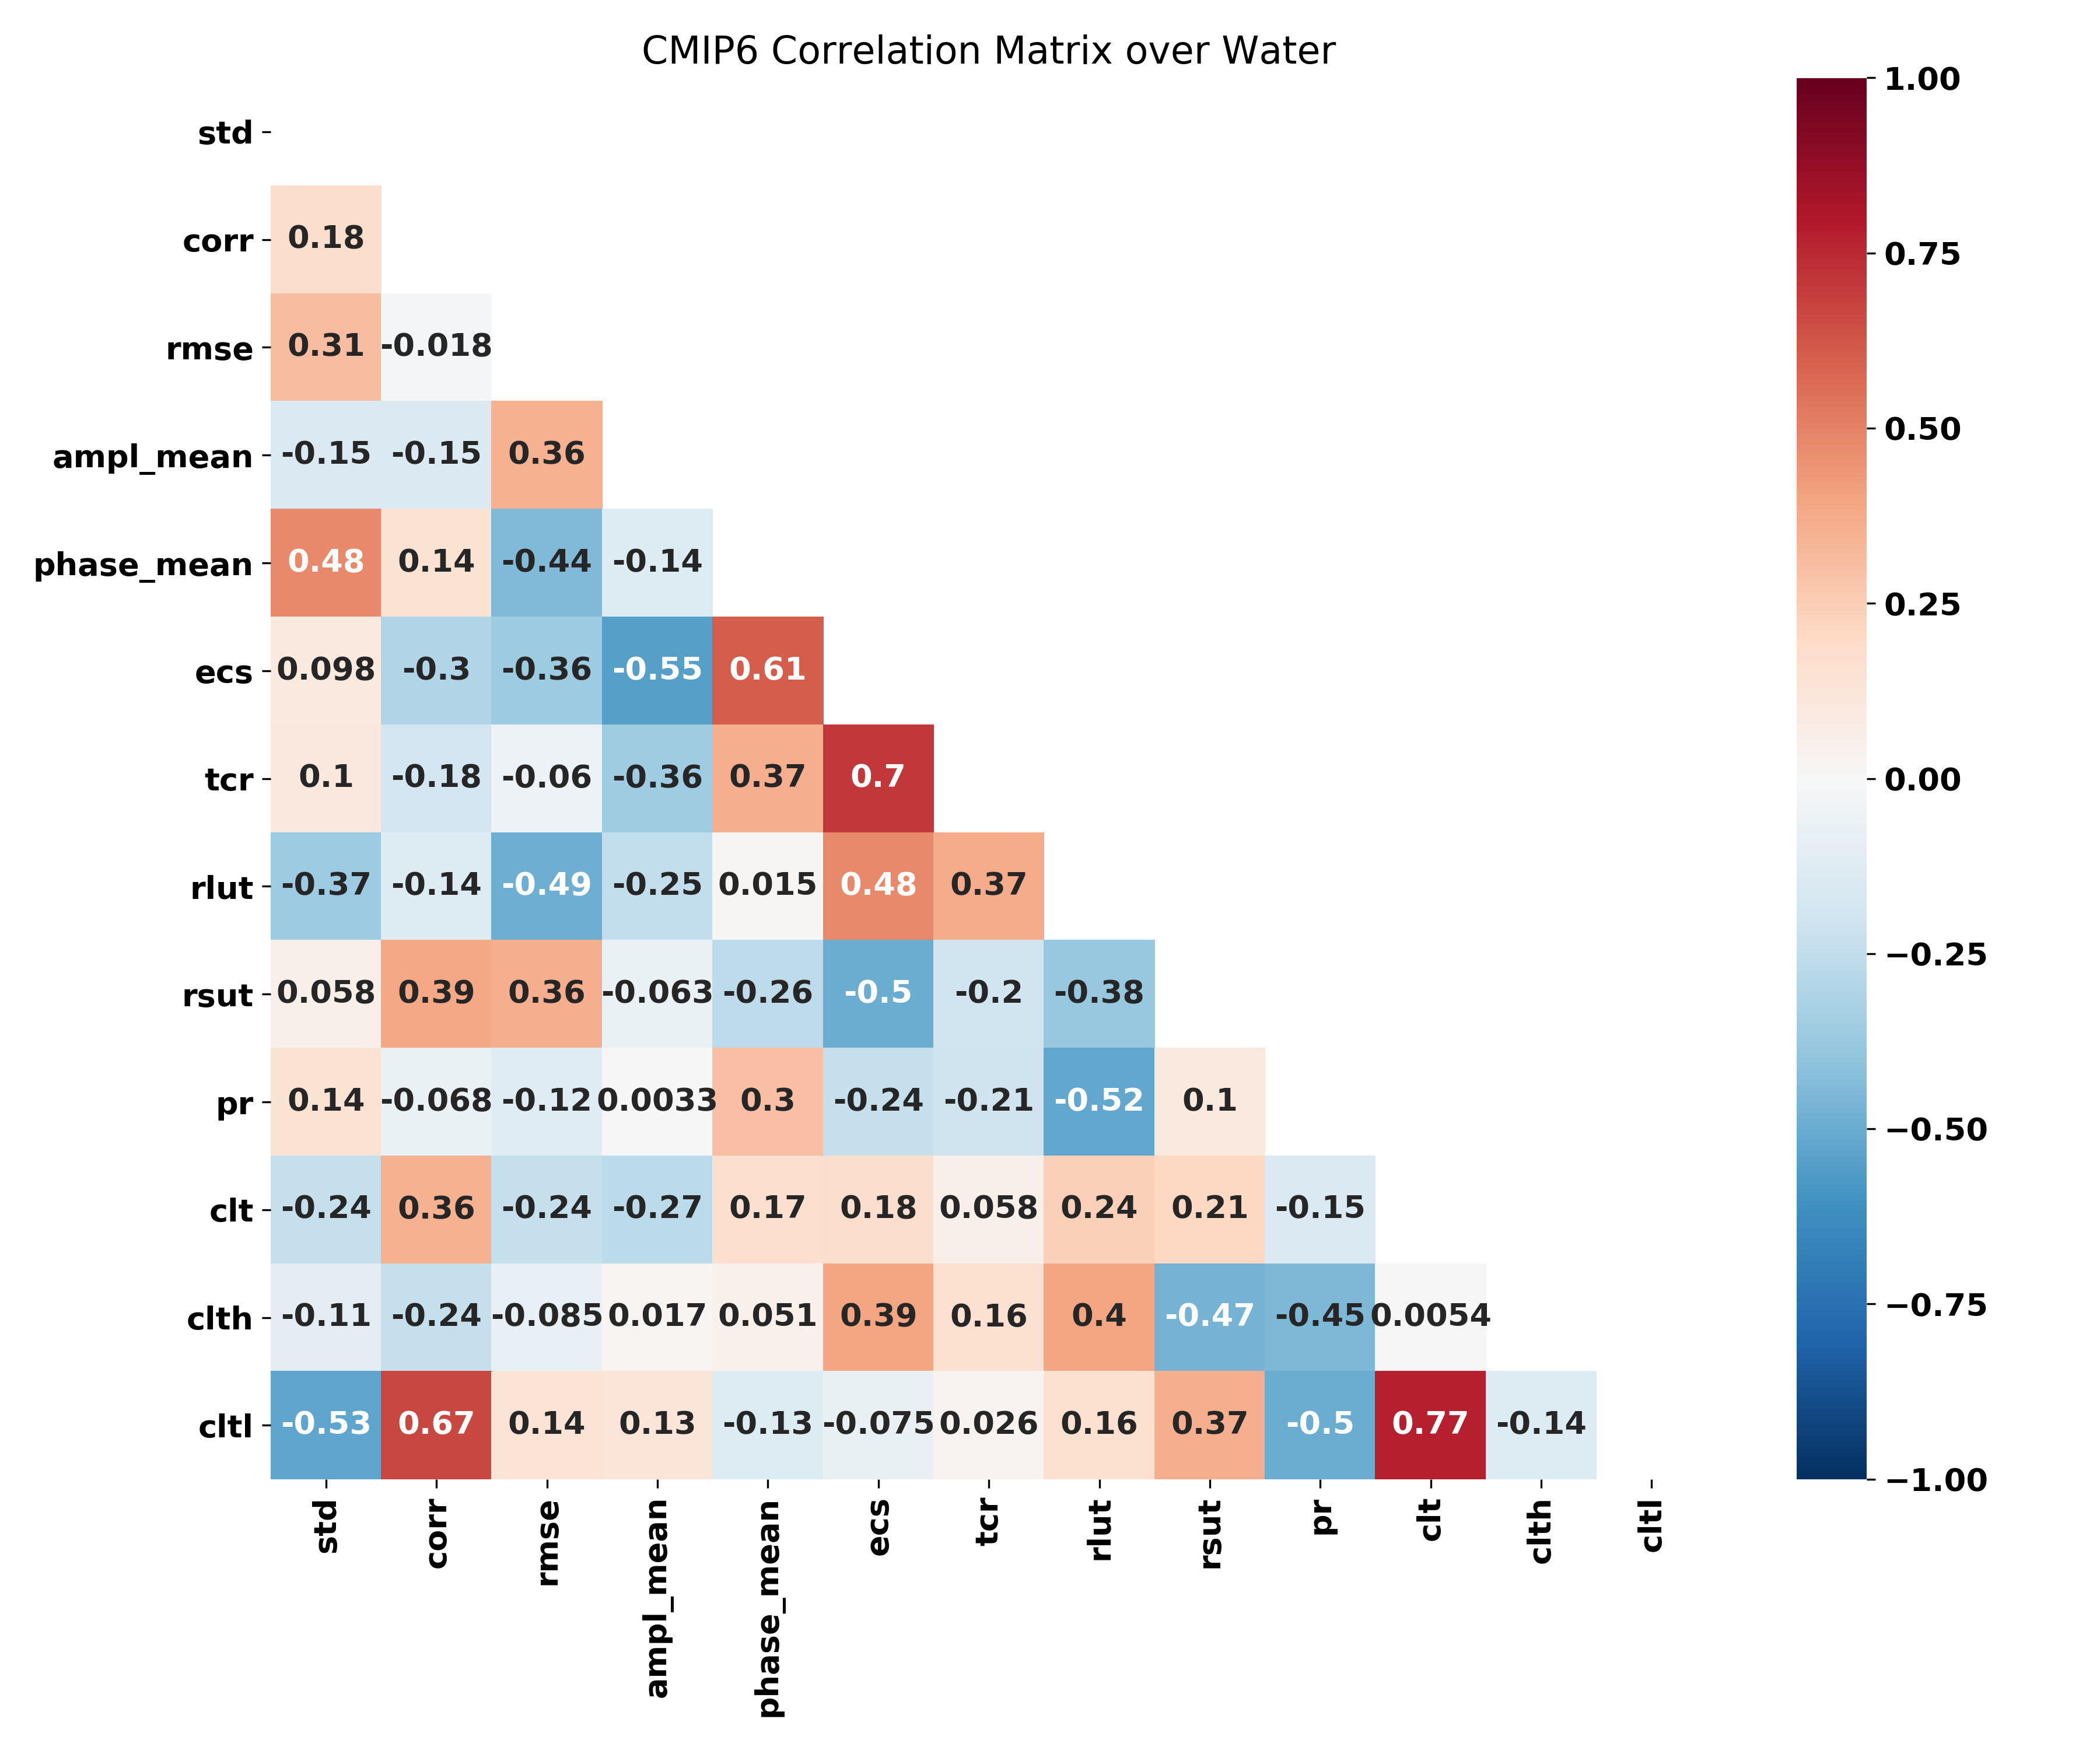 CMIP6 Correlation Matrix over Water
std
corr 0.18
rmse 0.31 -0.018
ampl_mean -0.15 -0.15 0.36
phase_mean 0.48 0.14 -0.44 -0.14
ecs 0.098 -0.3 -0.36 -0.55 0.61
tcr 0.1 -0.18 -0.06 -0.36 0.37 0.7
rlut -0.37 -0.14 -0.49 -0.25 0.015 0.48 0.37
rsut 0.058 0.39 0.36 -0.063 -0.26 -0.5 -0.2 -0.38
pr 0.14 -0.068 -0.12 0.0033 0.3 -0.24 -0.21 -0.52 0.1
clt -0.24 0.36 -0.24 -0.27 0.17 0.18 0.058 0.24 0.21 -0.15
clth -0.11 -0.24 -0.085 0.017 0.051 0.39 0.16 0.4 -0.47 -0.45 0.0054
cltl -0.53 0.67 0.14 0.13 -0.13 -0.075 0.026 0.16 0.37 -0.5 0.77 -0.14
std corr rmse ampl_mean phase_mean ecs tcr rlut rsut pr clt clth cltl
1.00
0.75
0.50
0.25
0.00
−0.25
−0.50
−0.75
−1.00